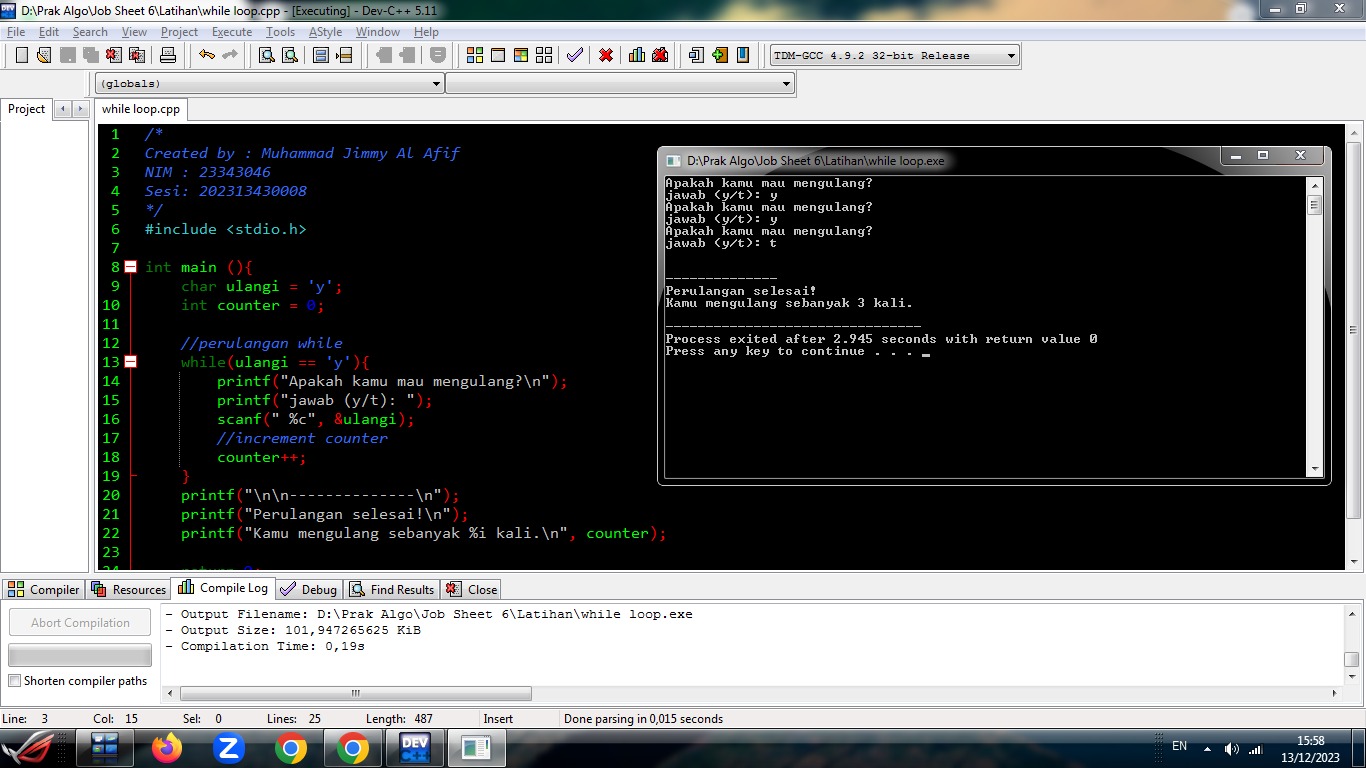 D:\Prak Algo\Job Sheet 6\Latihan\while loop.cpp - [Executing] - Dev-C++ 5.11
File Edit Search View Project Execute Tools AStyle Window Help
TDM-GCC 4.9.2 32-bit Release
(globals)
Project
while loop.cpp
1 /*
2 Created by : Muhammad Jimmy Al Afif
3 NIM : 23343046
4 Sesi: 202313430008
5 */
6 #include <stdio.h>
7
8 int main (){
9 char ulangi = 'y';
10 int counter = 0;
11
12 //perulangan while
13 while(ulangi == 'y'){
14 printf("Apakah kamu mau mengulang?\n");
15 printf("jawab (y/t): ");
16 scanf(" %c", &ulangi);
17 //increment counter
18 counter++;
19 }
20 printf("\n\n--------------\n");
21 printf("Perulangan selesai!\n");
22 printf("Kamu mengulang sebanyak %i kali.\n", counter);
23
24 return 0;
D:\Prak Algo\Job Sheet 6\Latihan\while loop.exe
Apakah kamu mau mengulang?
jawab (y/t): y
Apakah kamu mau mengulang?
jawab (y/t): y
Apakah kamu mau mengulang?
jawab (y/t): t
--------------
Perulangan selesai!
Kamu mengulang sebanyak 3 kali.
--------------------------------
Process exited after 2.945 seconds with return value 0
Press any key to continue . . .
Compiler Resources Compile Log Debug Find Results Close
Abort Compilation
Shorten compiler paths
- Output Filename: D:\Prak Algo\Job Sheet 6\Latihan\while loop.exe
- Output Size: 101,947265625 KiB
- Compilation Time: 0,19s
Line: 3 Col: 15 Sel: 0 Lines: 25 Length: 487 Insert Done parsing in 0,015 seconds
Z
DEV C++
EN
15:58
13/12/2023